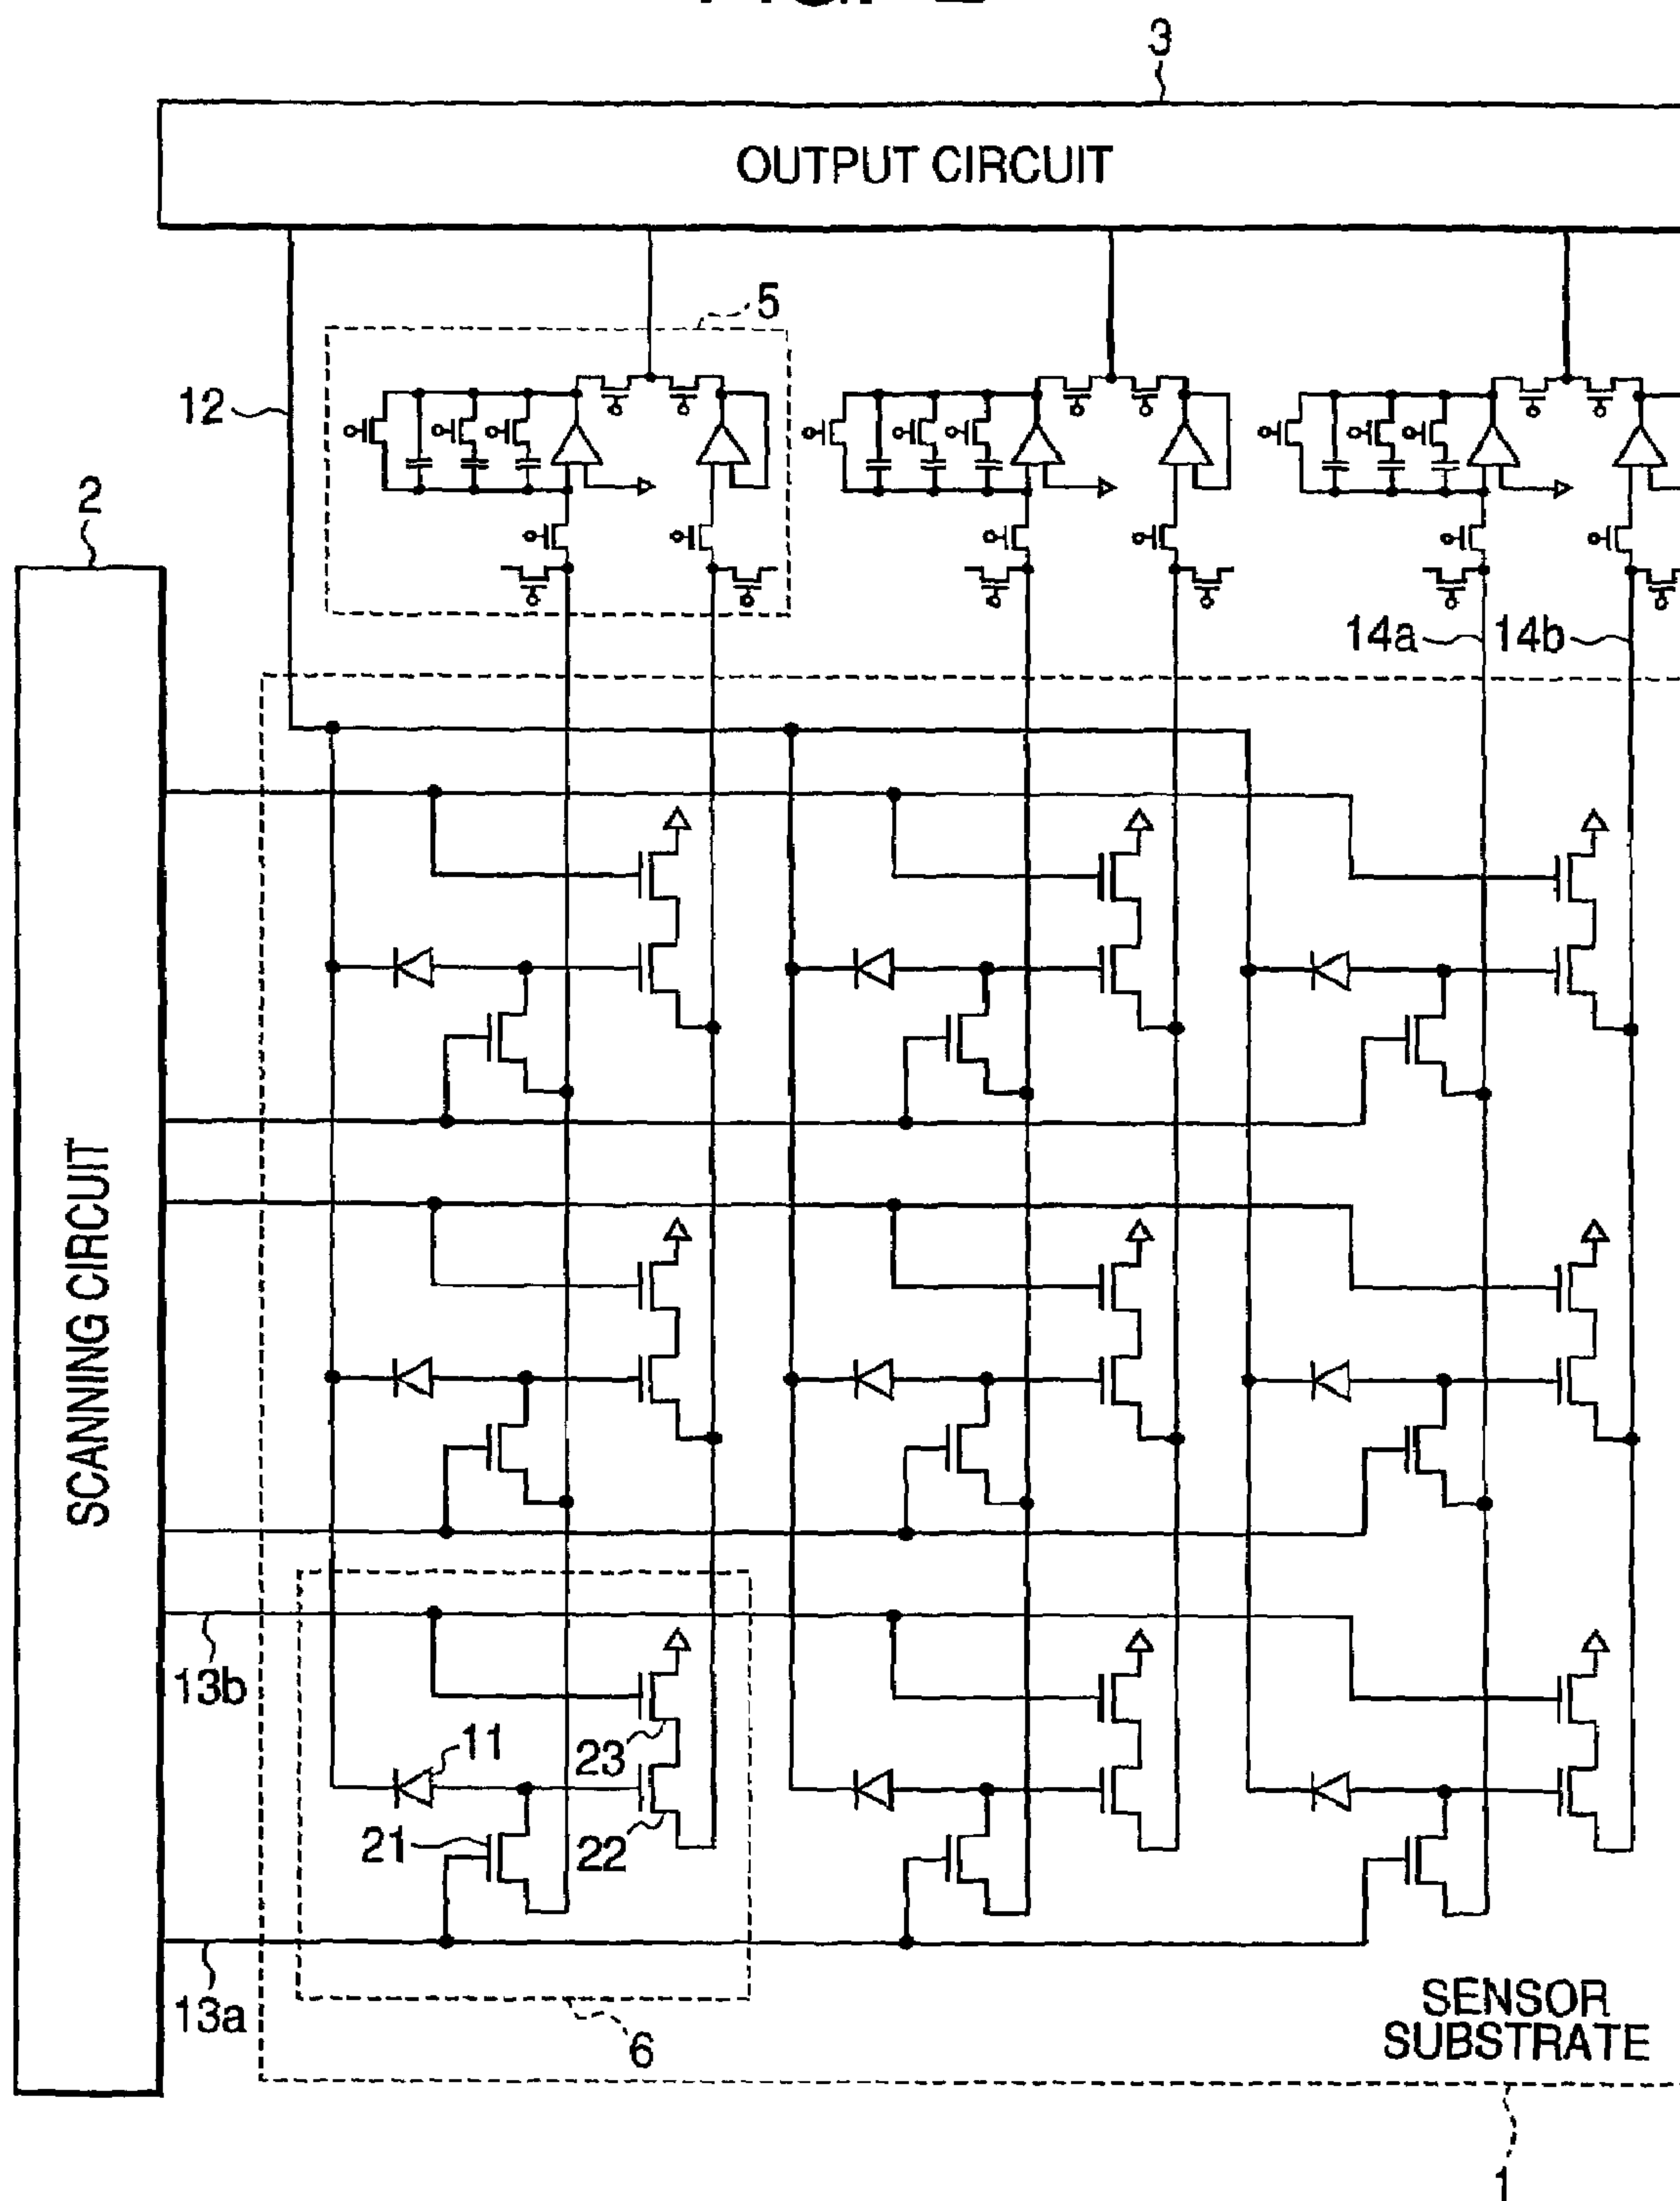 3
OUTPUT CIRCUIT
5
12
2
14a
14b
SCANNING CIRCUIT
13b
11
23
21
22
13a
6
SENSOR
SUBSTRATE
1